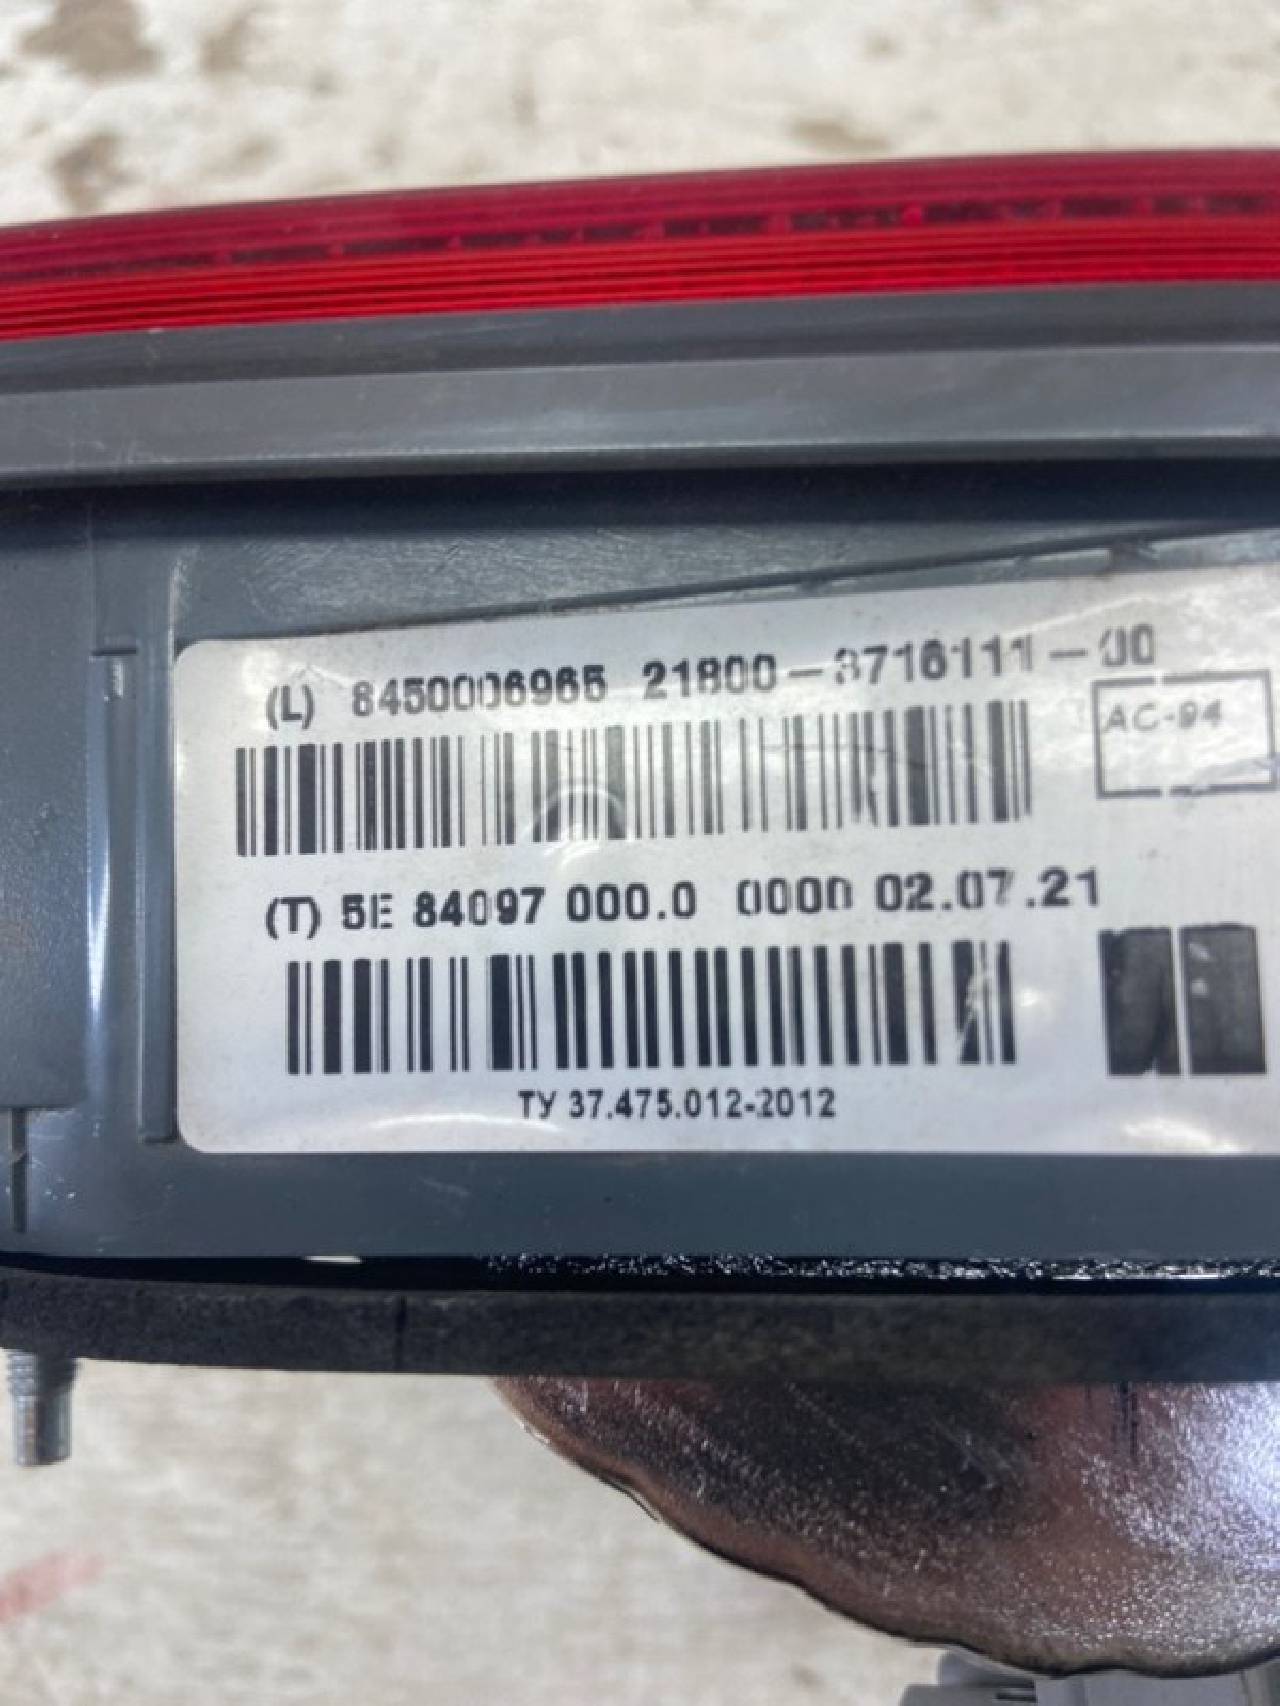 (L) 8450006965 21800-3716111-00
AC-94
(T) 5E 84097 000.0 0000 02.07.21
ТУ 37.475.012-2012